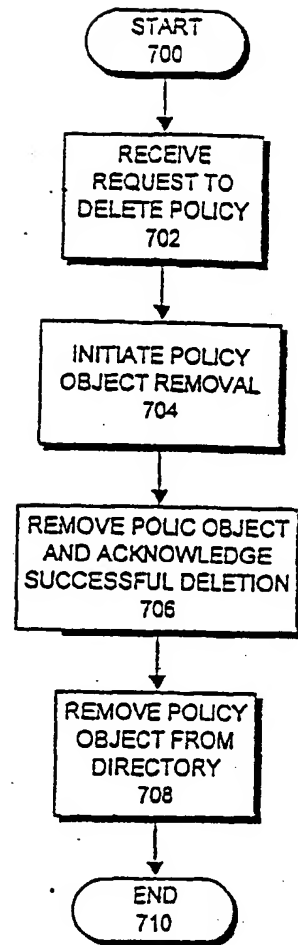 START
700
RECEIVE
REQUEST TO
DELETE POLICY
702
INITIATE POLICY
OBJECT REMOVAL
704
REMOVE POLIC OBJECT
AND ACKNOWLEDGE
SUCCESSFUL DELETION
706
REMOVE POLICY
OBJECT FROM
DIRECTORY
708
END
710